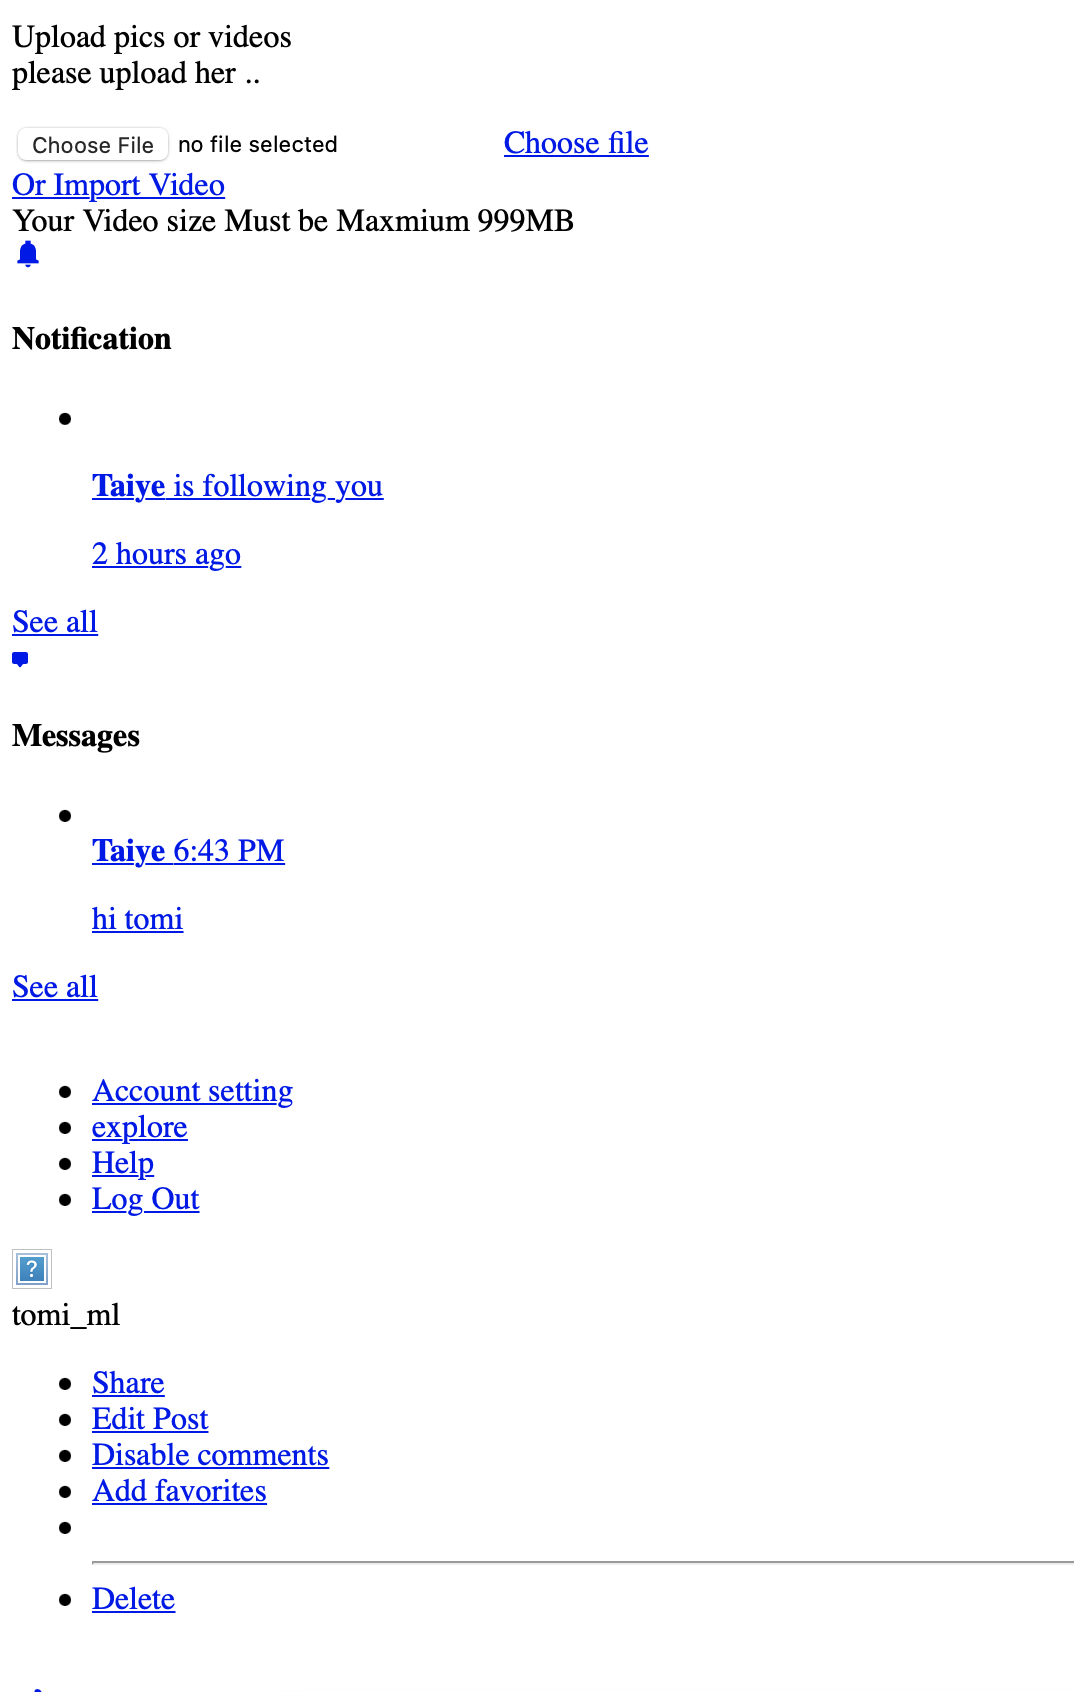 Upload pics or videos
please upload her ..
Choose File no file selected Choose file
Or Import Video
Your Video size Must be Maxmium 999MB
Notification
Taiye is following you
2 hours ago
See all
Messages
Taiye 6:43 PM
hi tomi
See all
Account setting
explore
Help
Log Out
?
tomi_ml
Share
Edit Post
Disable comments
Add favorites
Delete